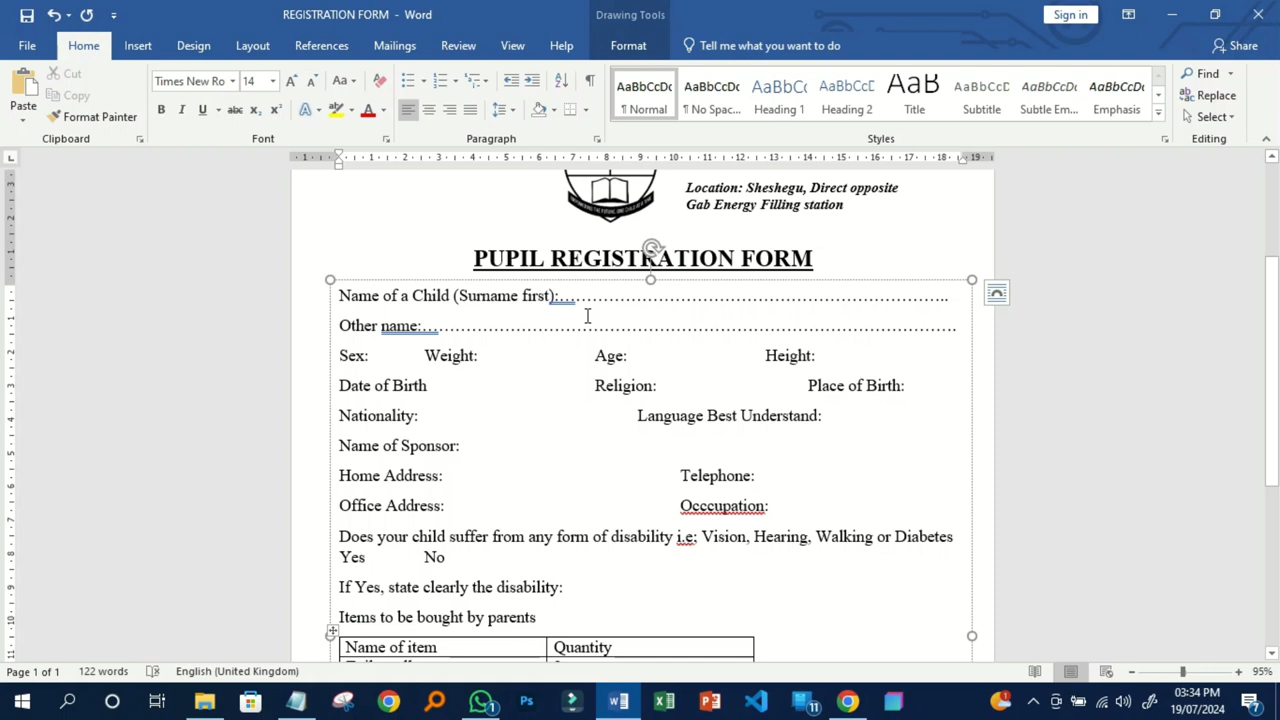 REGISTRATION FORM - Word
Drawing Tools
Sign in
File Home Insert Design Layout References Mailings Review View Help Format Tell me what you want to do Share
Paste
Cut
Copy
Format Painter
Clipboard
Times New Ro 14
Font
Paragraph
AaBbCcDc AaBbCcDc AaBbC( AaBbCcI AaB AaBbCcD AaBbCcDc AaBbCcDc
¶ Normal ¶ No Spac... Heading 1 Heading 2 Title Subtitle Subtle Em... Emphasis
Styles
Find
Replace
Select
Editing
Location: Sheshegu, Direct opposite
Gab Energy Filling station
PUPIL REGISTRATION FORM
Name of a Child (Surname first):……………………………………………………………..
Other name:……………………………………………………………………………………….
Sex: Weight: Age: Height:
Date of Birth Religion: Place of Birth:
Nationality: Language Best Understand:
Name of Sponsor:
Home Address: Telephone:
Office Address: Occcupation:
Does your child suffer from any form of disability i.e; Vision, Hearing, Walking or Diabetes
Yes No
If Yes, state clearly the disability:
Items to be bought by parents
Name of item Quantity
Page 1 of 1 122 words English (United Kingdom) 95%
03:34 PM
19/07/2024